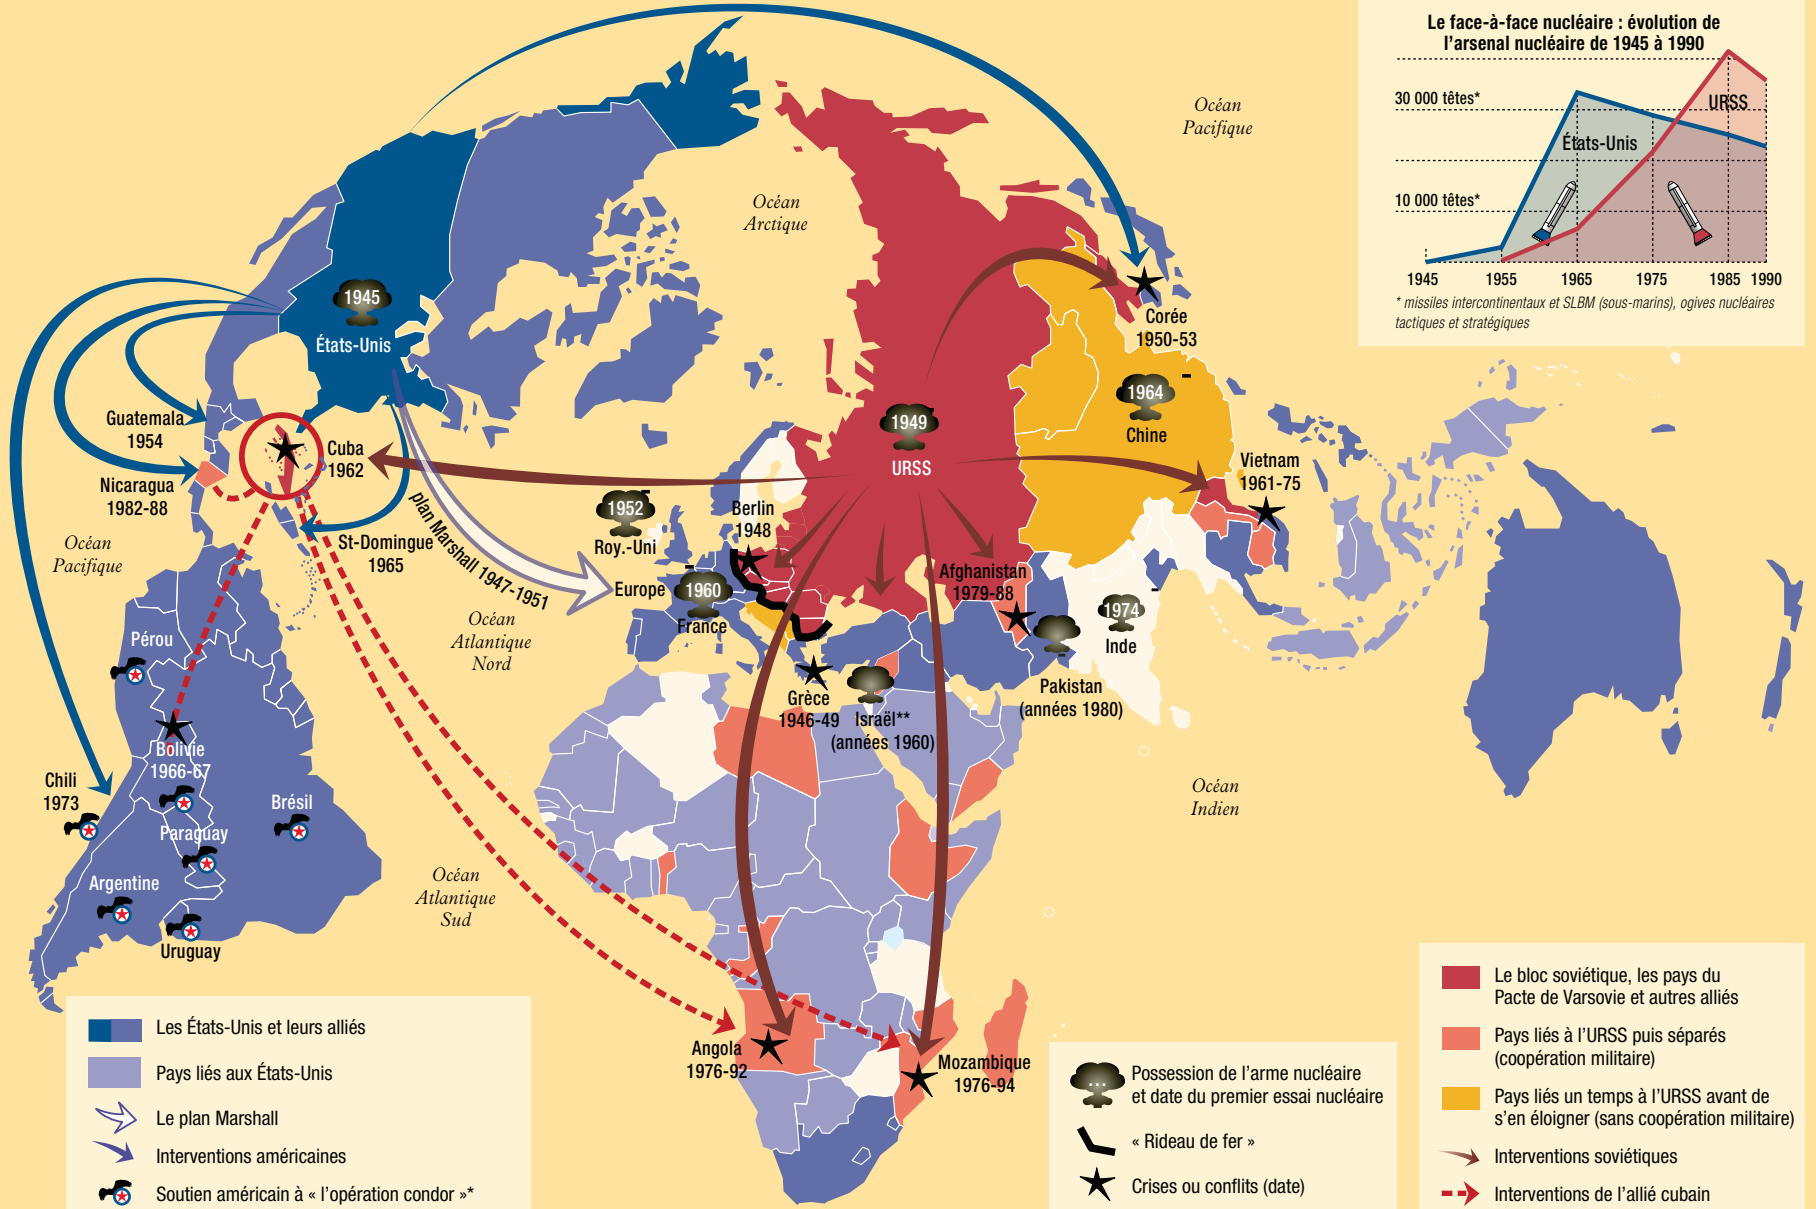 Le face-à-face nucléaire : évolution de
l'arsenal nucléaire de 1945 à 1990
30 000 têtes*
10 000 têtes*
URSS
États-Unis
1945
1955
1965
1975
1985
1990
* missiles intercontinentaux et SLBM (sous-marins), ogives nucléaires
tactiques et stratégiques
Océan
Pacifique
Océan
Arctique
1945
États-Unis
Corée
1950-53
1964
Chine
1949
URSS
Guatemala
1954
Cuba
1962
Nicaragua
1982-88
Vietnam
1961-75
plan Marshall 1947-1951
1952
Roy.-Uni
Berlin
1948
St-Domingue
1965
Océan
Pacifique
Europe
1960
France
Afghanistan
1979-88
1974
Inde
Océan
Atlantique
Nord
Pérou
Grèce
1946-49
Israël**
(années 1960)
Pakistan
(années 1980)
Bolivie
1966-67
Chili
1973
Brésil
Paraguay
Océan
Indien
Argentine
Uruguay
Océan
Atlantique
Sud
Angola
1976-92
Mozambique
1976-94
Les États-Unis et leurs alliés
Pays liés aux États-Unis
Le plan Marshall
Interventions américaines
Soutien américain à « l'opération condor »*
...
Possession de l'arme nucléaire
et date du premier essai nucléaire
« Rideau de fer »
Crises ou conflits (date)
Le bloc soviétique, les pays du
Pacte de Varsovie et autres alliés
Pays liés à l'URSS puis séparés
(coopération militaire)
Pays liés un temps à l'URSS avant de
s'en éloigner (sans coopération militaire)
Interventions soviétiques
Interventions de l'allié cubain